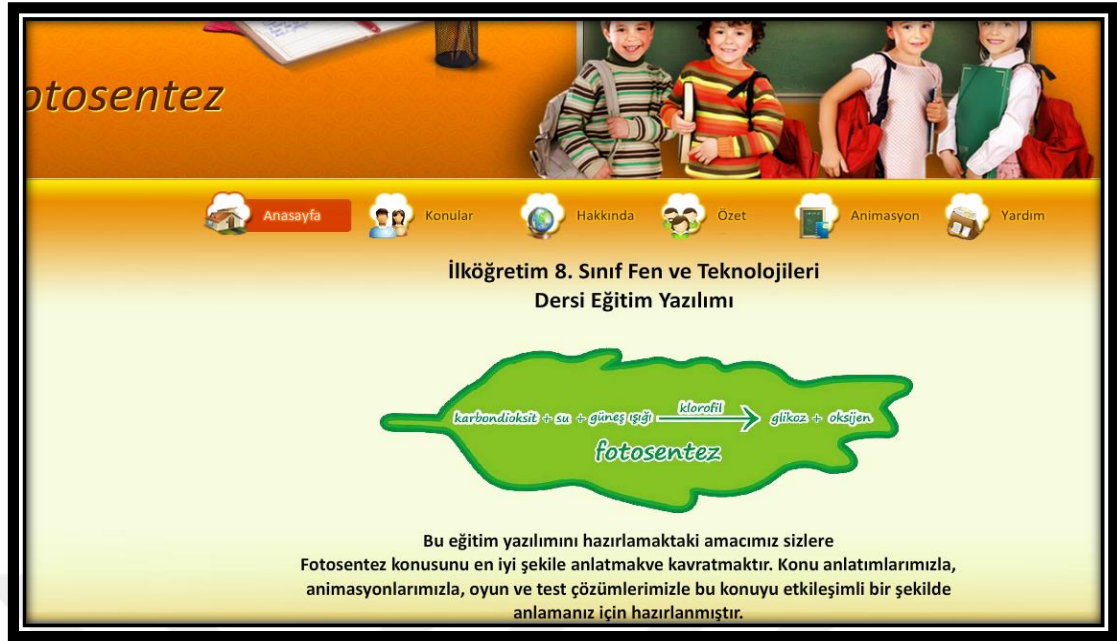 otosentez
Anasayfa Konular Hakkında Özet Animasyon Yardım
İlköğretim 8. Sınıf Fen ve Teknolojileri
Dersi Eğitim Yazılımı
karbondioksit + su + güneş ışığı klorofil glikoz + oksijen
fotosentez
Bu eğitim yazılımını hazırlamaktaki amacımız sizlere
Fotosentez konusunu en iyi şekile anlatmakve kavratmaktır. Konu anlatımlarımızla,
animasyonlarımızla, oyun ve test çözümlerimizle bu konuyu etkileşimli bir şekilde
anlamanız için hazırlanmıştır.